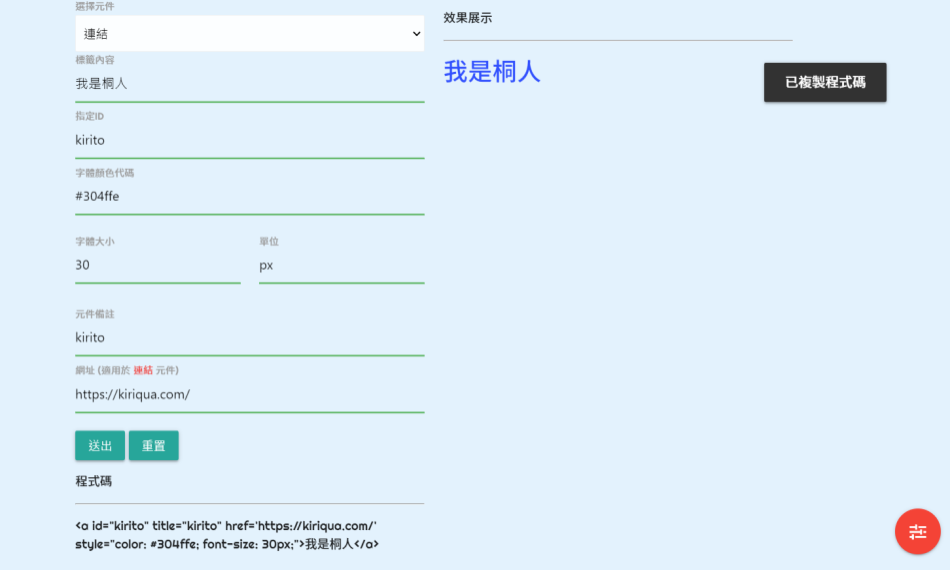 選擇元件
連結
標籤內容
我是桐人
指定ID
kirito
字體顏色代碼
#304ffe
字體大小
單位
30
px
元件備註
kirito
網址 (適用於 連結 元件)
https://kiriqua.com/
送出
重置
程式碼
<a id="kirito" title="kirito" href='https://kiriqua.com/'
style="color: #304ffe; font-size: 30px;">我是桐人</a>
效果展示
我是桐人
已複製程式碼